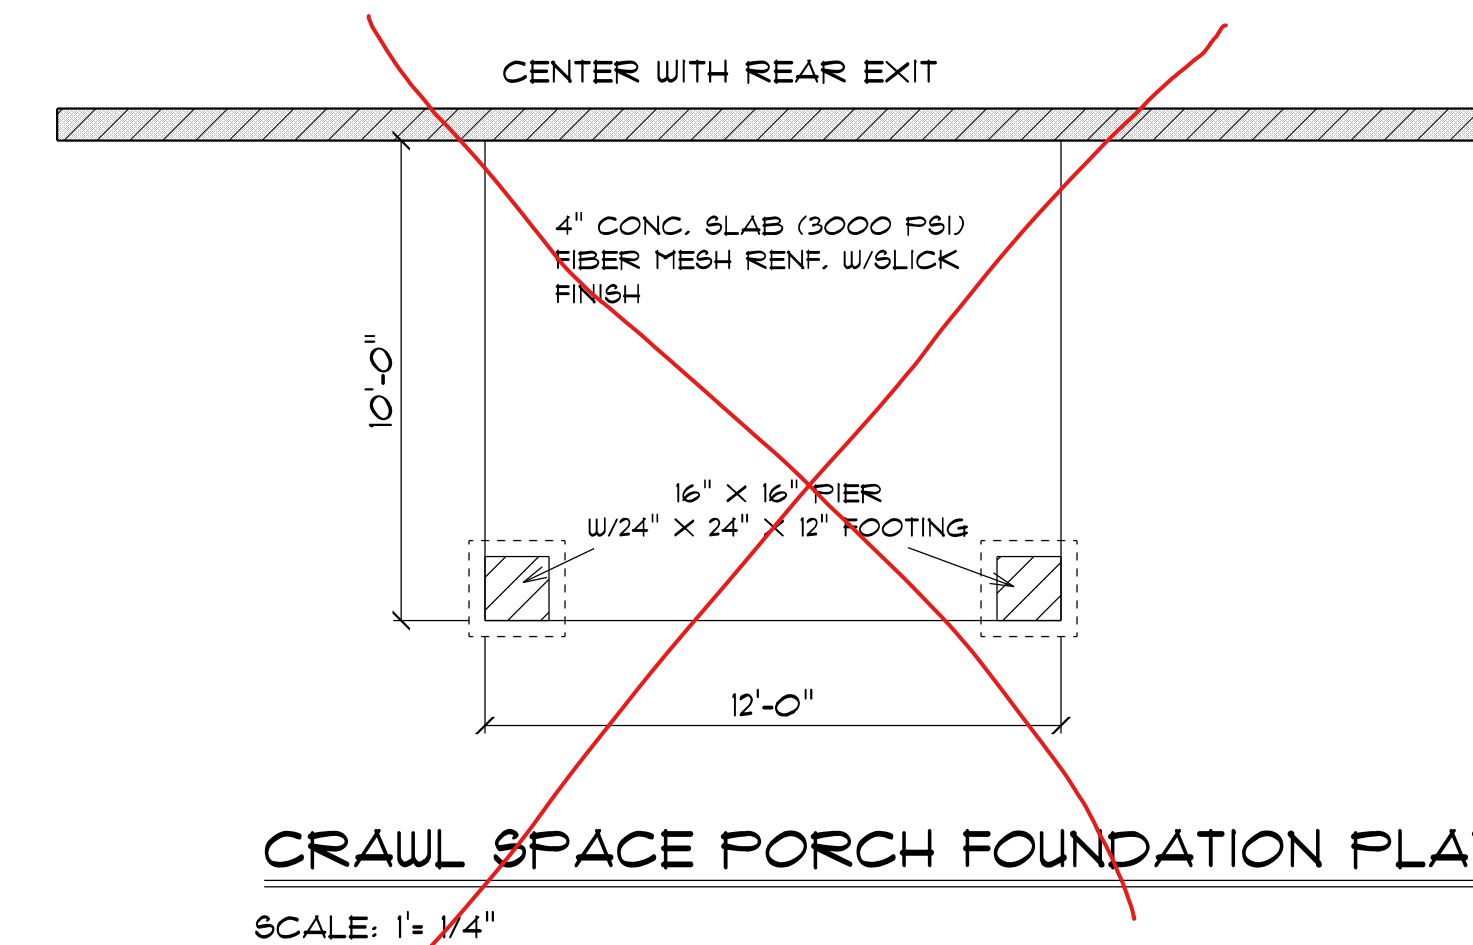 CENTER WITH REAR EXIT
4" CONC. SLAB (3000 PSI)
FIBER MESH RENF. W/SLICK
FINISH
10'-0"
16" X 16" PIER
W/24" X 24" X 12" FOOTING
12'-0"
CRAWL SPACE PORCH FOUNDATION PLA
SCALE: 1'= 1/4"